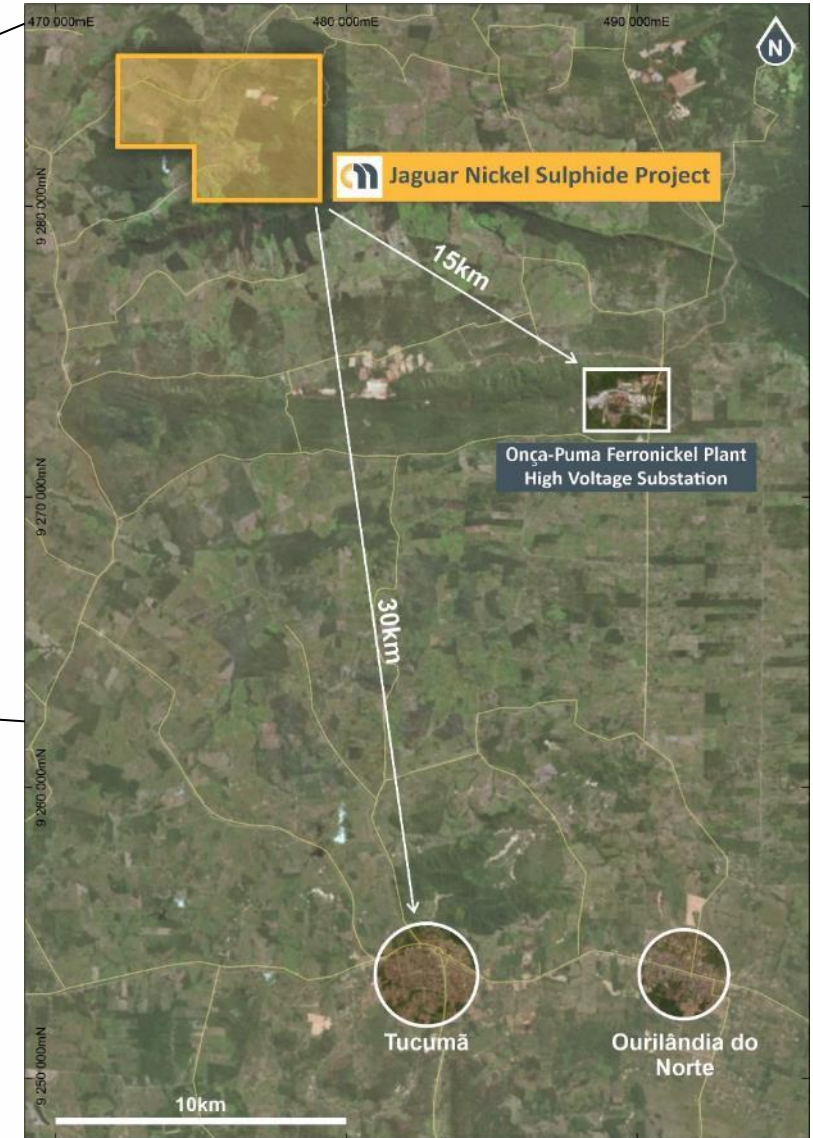 470 000mE
480 000mE
490 000mE
N
Jaguar Nickel Sulphide Project
9 280 000mN
15km
Onça-Puma Ferronickel Plant
High Voltage Substation
9 270 000mN
30km
9 260 000mN
Tucumã
Ourilândia do
Norte
9 250 000mN
10km